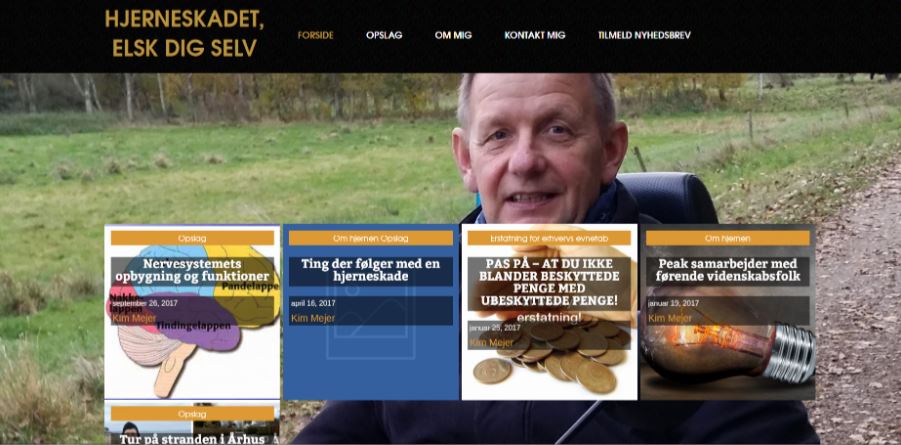 HJERNESKADET,
ELSK DIG SELV
FORSIDE OPSLAG OM MIG KONTAKT MIG TILMELD NYHEDSBREV
Opslag
Nervesystemets
opbygning og funktioner
Pandelappe
september 26, 2017
lappen
Kim Mejer
Tindingelappen
Om hjernen Opslag
Ting der følger med en
hjerneskade
april 16, 2017
Kim Mejer
Erstatning for erhvervs evnetab
PAS PÅ – AT DU IKKE
BLANDER BESKYTTEDE
PENGE MED
UBESKYTTEDE PENGE!
erstatning!
januar 25, 2017
Kim Mejer
Om hjernen
Peak samarbejder med
førende videnskabsfolk
januar 19, 2017
Kim Mejer
Opslag
Tur på stranden i Århus